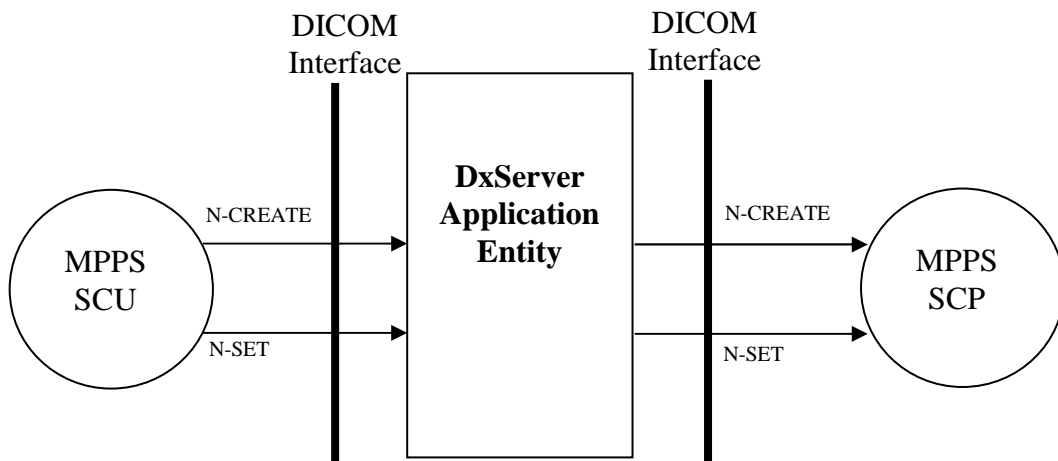 DICOM
Interface
DICOM
Interface
DxServer
Application
Entity
MPPS
SCU
N-CREATE
N-SET
N-CREATE
N-SET
MPPS
SCP